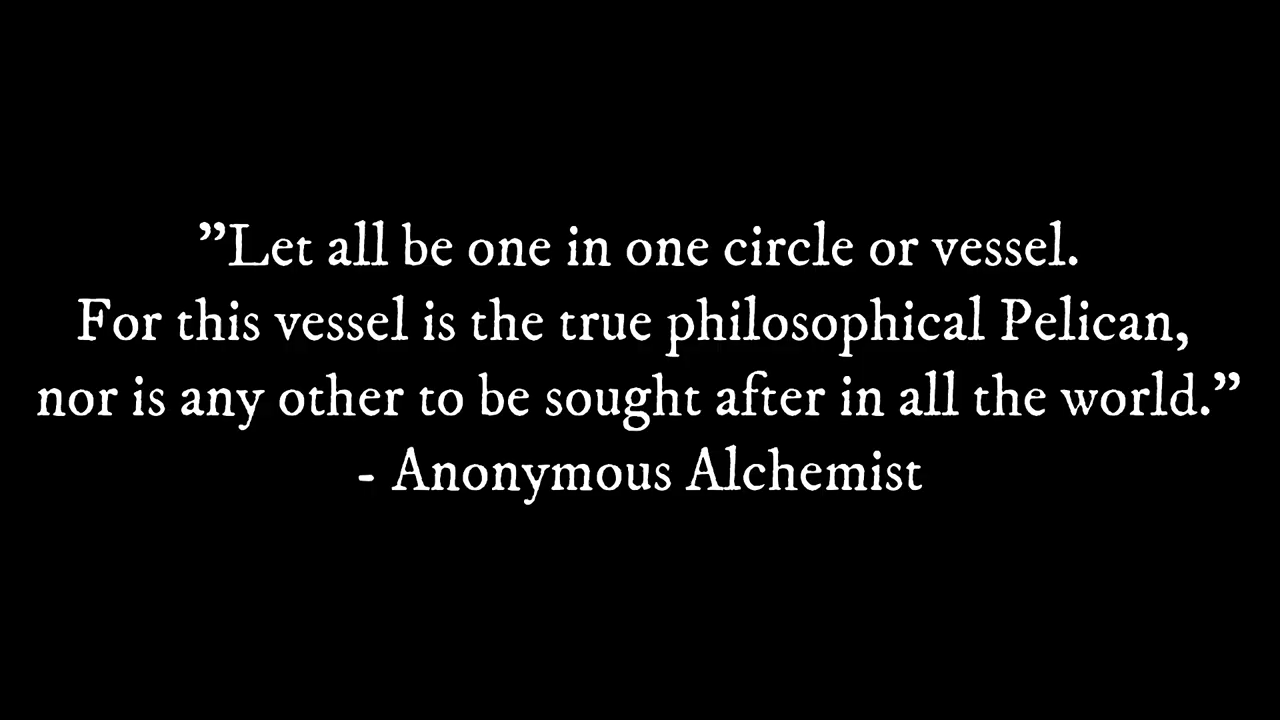 ”Let all be one in one circle or vessel.
For this vessel is the true philosophical Pelican,
nor is any other to be sought after in all the world.”
- Anonymous Alchemist